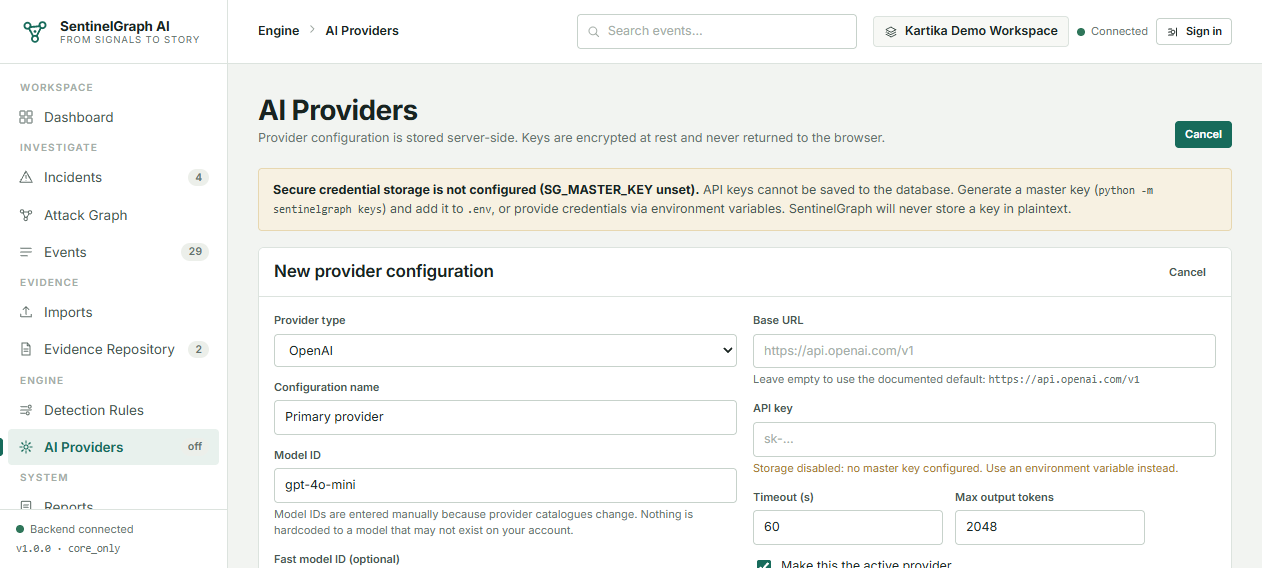 SentinelGraph AI
FROM SIGNALS TO STORY
Engine > AI Providers
Search events...
Kartika Demo Workspace
Connected
Sign in
WORKSPACE
Dashboard
INVESTIGATE
Incidents 4
Attack Graph
Events 29
EVIDENCE
Imports
Evidence Repository 2
ENGINE
Detection Rules
AI Providers off
SYSTEM
Reports
Backend connected
v1.0.0 · core_only
AI Providers
Provider configuration is stored server-side. Keys are encrypted at rest and never returned to the browser.
Cancel
Secure credential storage is not configured (SG_MASTER_KEY unset). API keys cannot be saved to the database. Generate a master key (python -m
sentinelgraph keys) and add it to .env, or provide credentials via environment variables. SentinelGraph will never store a key in plaintext.
New provider configuration
Cancel
Provider type
OpenAI
Configuration name
Primary provider
Model ID
gpt-4o-mini
Model IDs are entered manually because provider catalogues change. Nothing is
hardcoded to a model that may not exist on your account.
Fast model ID (optional)
Base URL
https://api.openai.com/v1
Leave empty to use the documented default: https://api.openai.com/v1
API key
sk-...
Storage disabled: no master key configured. Use an environment variable instead.
Timeout (s)
60
Max output tokens
2048
Make this the active provider